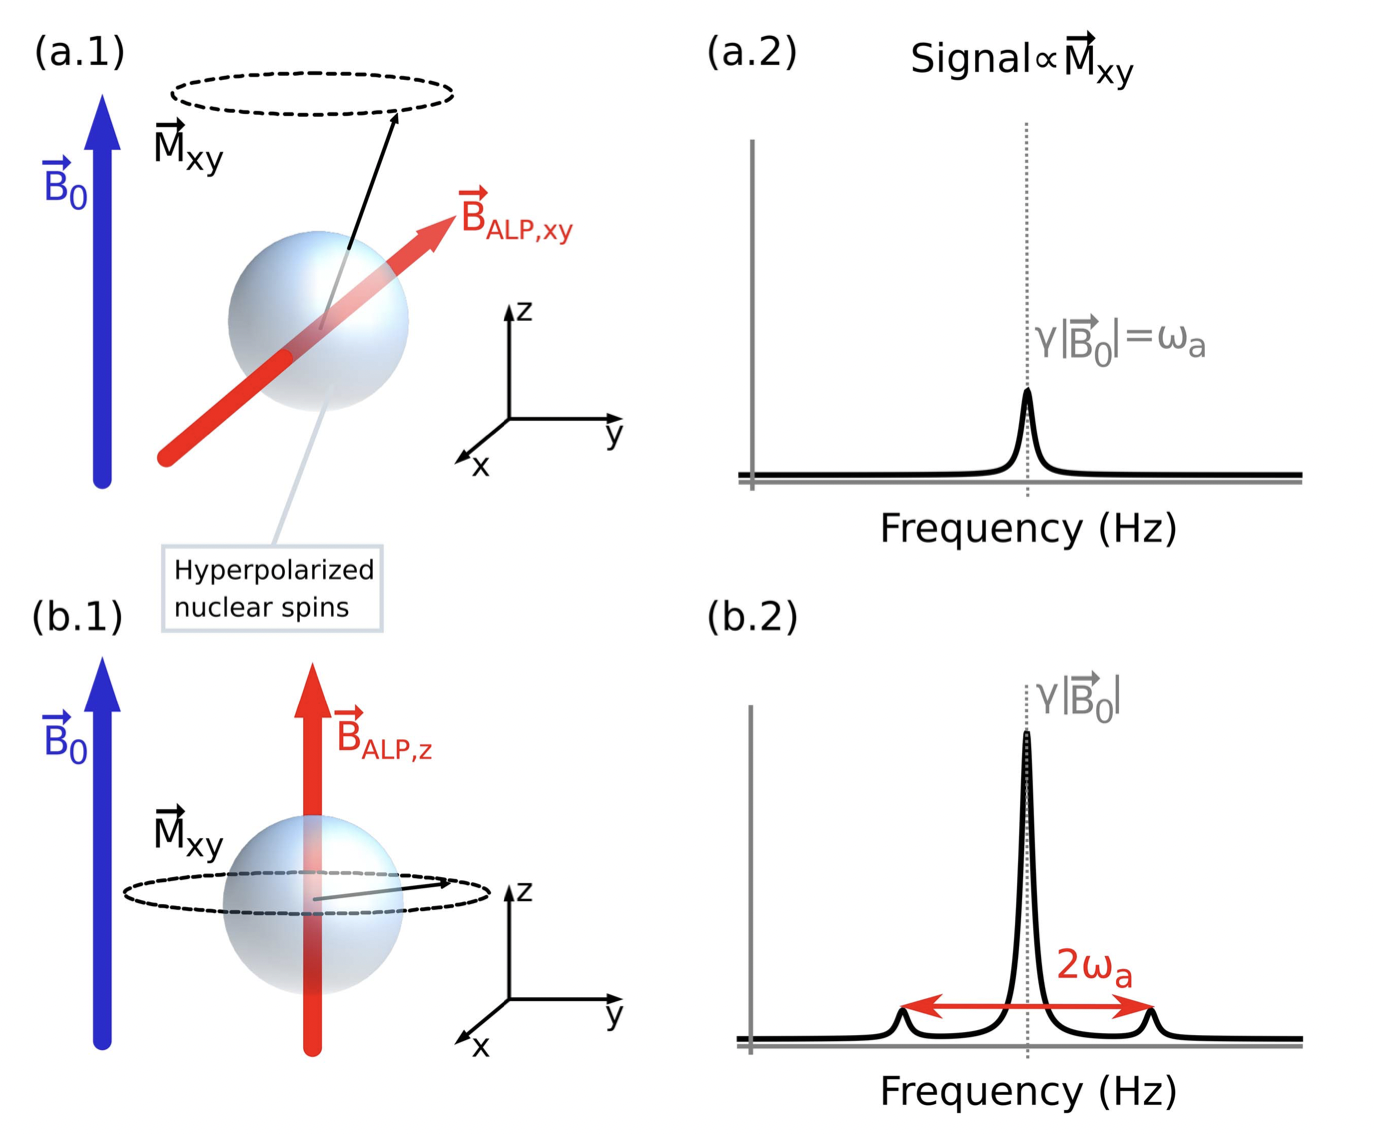 (a.1)
M⃗xy
B⃗0
B⃗ALP,xy
z
y
x
Hyperpolarized
nuclear spins
(a.2)
Signal∝M⃗xy
γ|B⃗0|=ωa
Frequency (Hz)
(b.1)
B⃗0
B⃗ALP,z
M⃗xy
z
y
x
(b.2)
γ|B⃗0|
2ωa
Frequency (Hz)